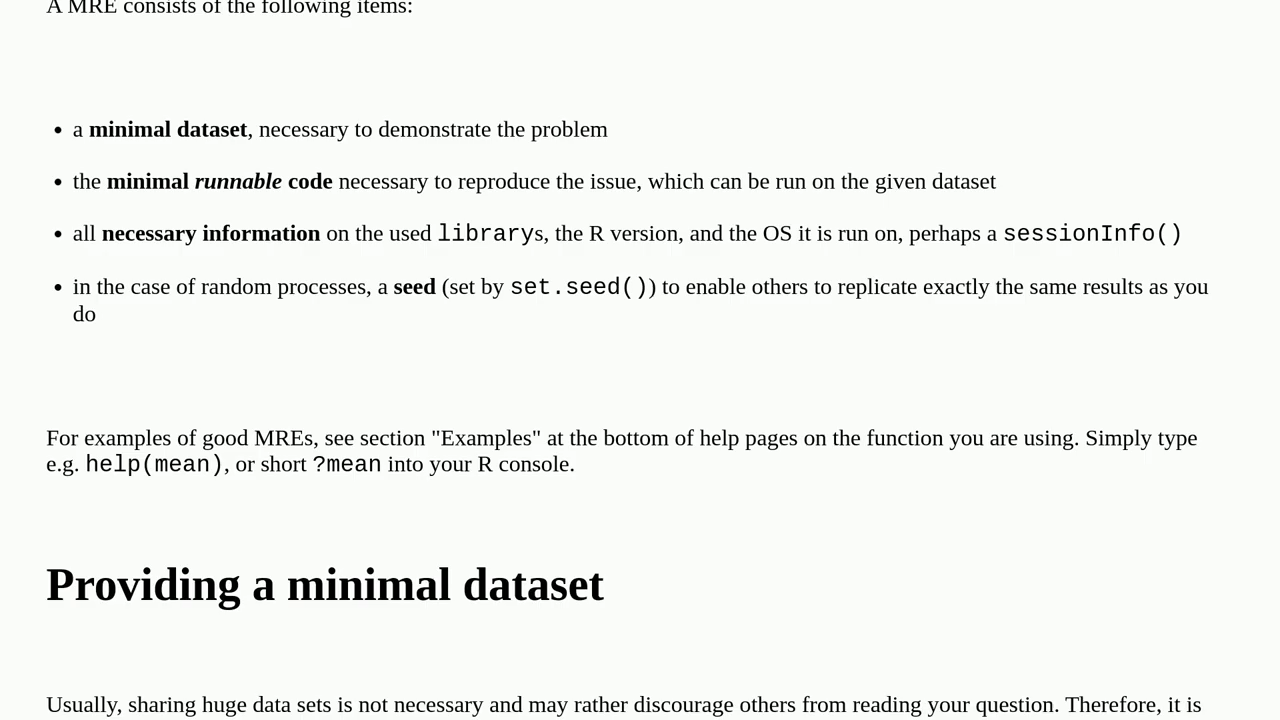 A MRE consists of the following items:
• a minimal dataset, necessary to demonstrate the problem
• the minimal runnable code necessary to reproduce the issue, which can be run on the given dataset
• all necessary information on the used librarys, the R version, and the OS it is run on, perhaps a sessionInfo()
• in the case of random processes, a seed (set by set.seed()) to enable others to replicate exactly the same results as you
do
For examples of good MREs, see section "Examples" at the bottom of help pages on the function you are using. Simply type
e.g. help(mean), or short ?mean into your R console.
Providing a minimal dataset
Usually, sharing huge data sets is not necessary and may rather discourage others from reading your question. Therefore, it is